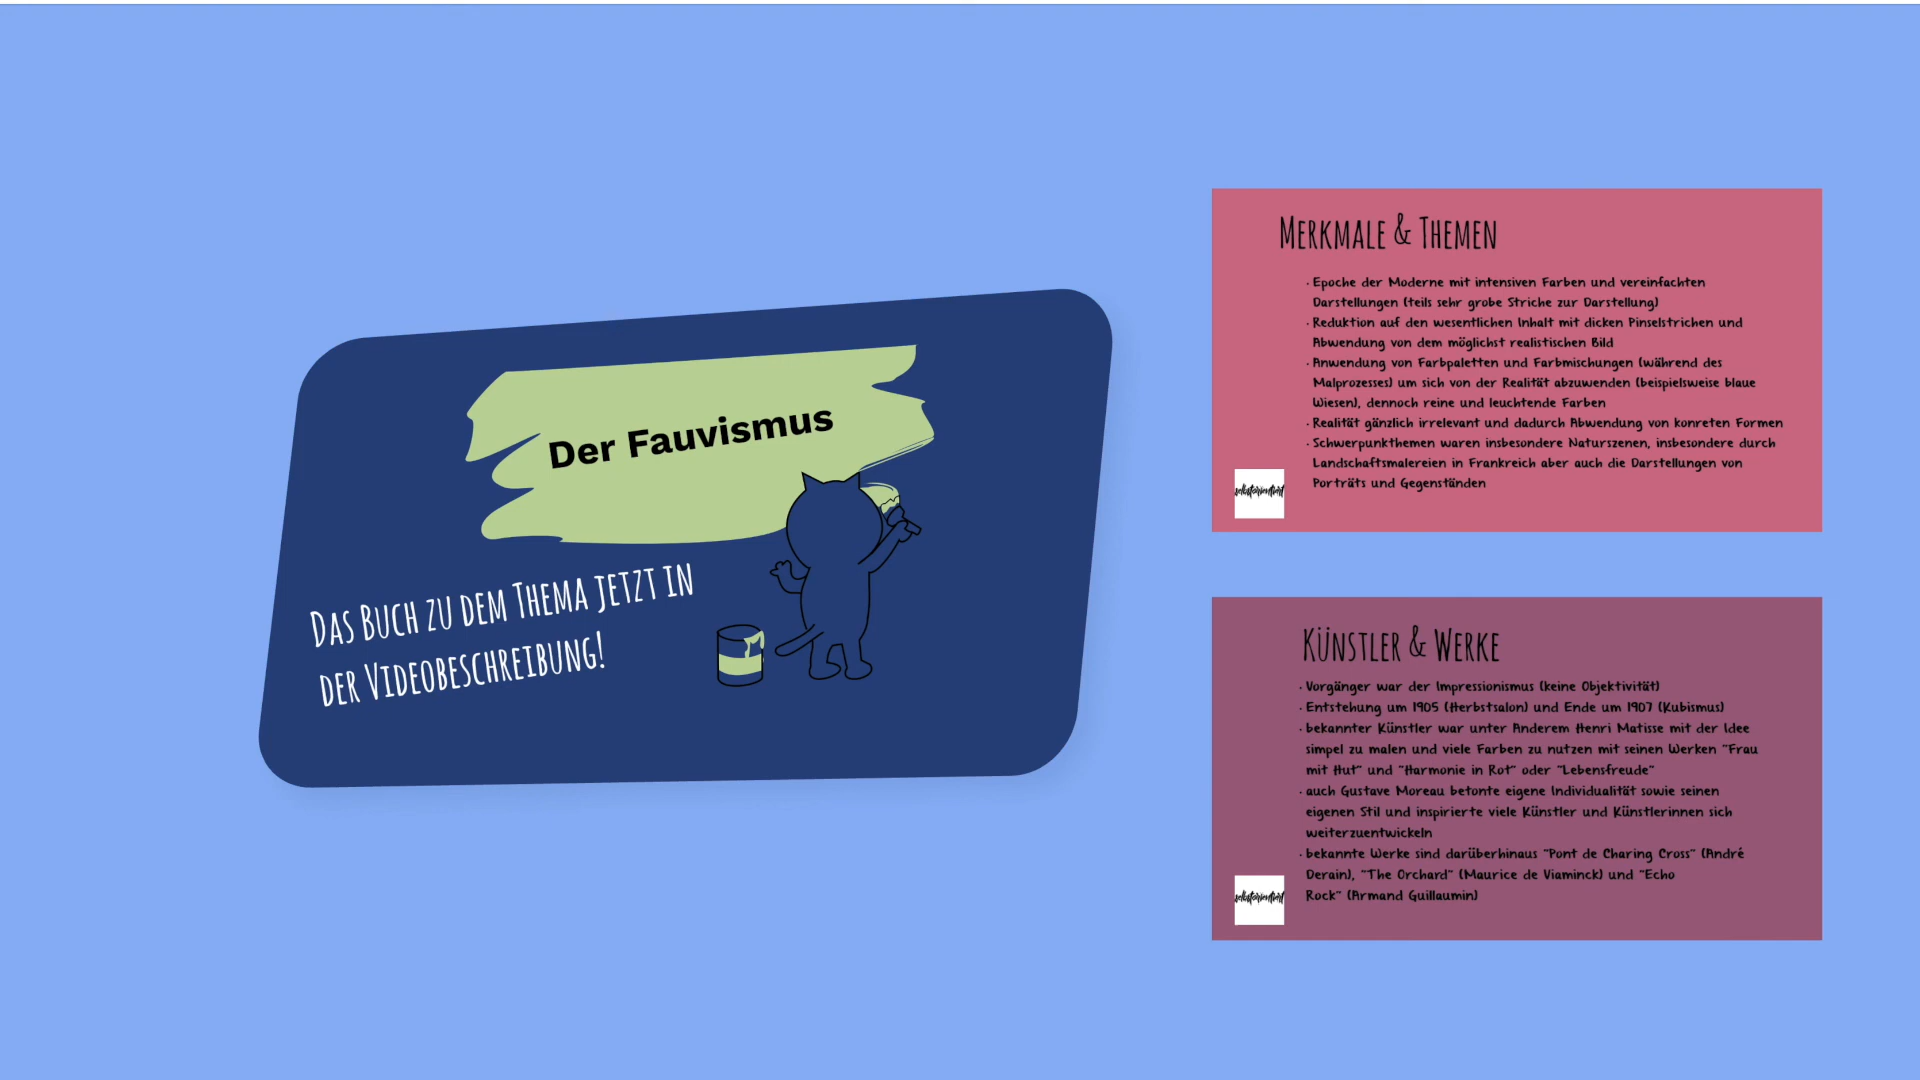 Der Fauvismus
Das Buch zu dem Thema jetzt in
der Videobeschreibung!
Merkmale & Themen
· Epoche der Moderne mit intensiven Farben und vereinfachten
Darstellungen (teils sehr grobe Striche zur Darstellung)
· Reduktion auf den wesentlichen Inhalt mit dicken Pinselstrichen und
Abwendung von dem möglichst realistischen Bild
· Anwendung von Farbpaletten und Farbmischungen (während des
Malprozesses) um sich von der Realität abzuwenden (beispielsweise blaue
Wiesen), dennoch reine und leuchtende Farben
· Realität gänzlich irrelevant und dadurch Abwendung von konkreten Formen
· Schwerpunkthemen waren insbesondere Naturszenen, insbesondere durch
Landschaftsmalereien in Frankreich aber auch die Darstellungen von
Porträts und Gegenständen
selbstorientiert
Künstler & Werke
· Vorgänger war der Impressionismus (keine Objektivität)
· Entstehung um 1905 (Herbstsalon) und Ende um 1907 (Kubismus)
· bekannter Künstler war unter Anderem Henri Matisse mit der Idee
simpel zu malen und viele Farben zu nutzen mit seinen Werken "Frau
mit Hut" und "Harmonie in Rot" oder "Lebensfreude"
· auch Gustave Moreau betonte eigene Individualität sowie seinen
eigenen Stil und inspirierte viele Künstler und Künstlerinnen sich
weiterzuentwickeln
· bekannte Werke sind darüberhinaus "Pont de Charing Cross" (André
Derain), "The Orchard" (Maurice de Viaminck) und "Echo
Rock" (Armand Guillaumin)
selbstorientiert